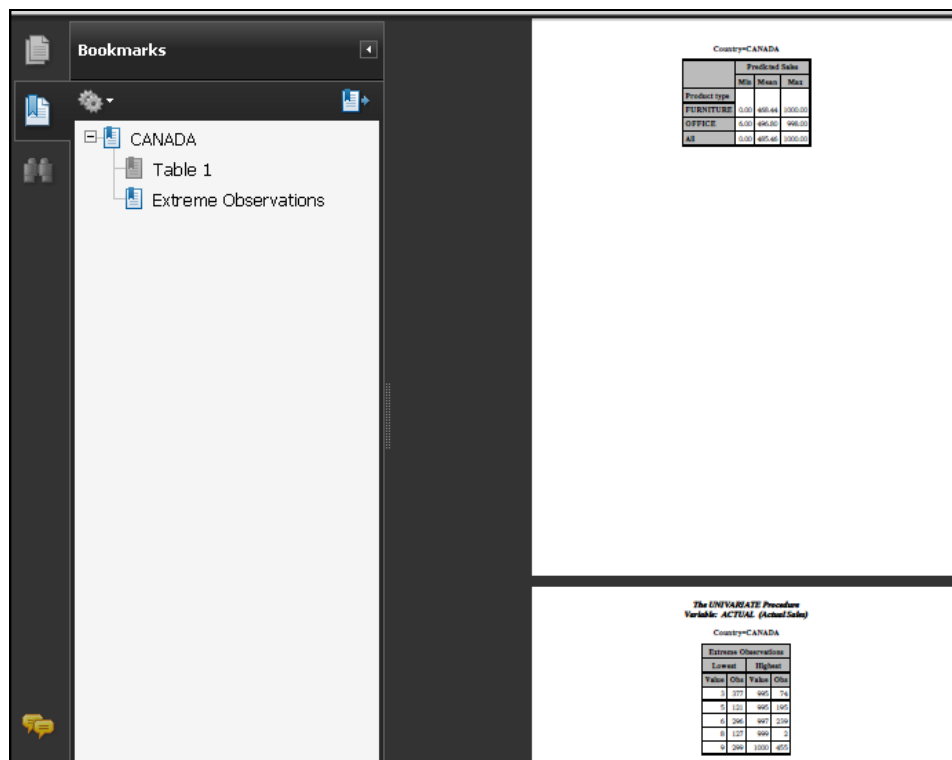 Bookmarks
CANADA
Table 1
Extreme Observations
Country=CANADA
Predicted Sales
Min Mean Max
Product type
FURNITURE 0.00 468.44 1000.00
OFFICE 6.00 496.80 998.00
All 0.00 485.46 1000.00
The UNIVARIATE Procedure
Variable: ACTUAL (Actual Sales)
Country=CANADA
Extreme Observations
Lowest Highest
Value Obs Value Obs
3 377 995 74
5 121 995 195
6 296 997 239
8 127 999 2
9 299 1000 455